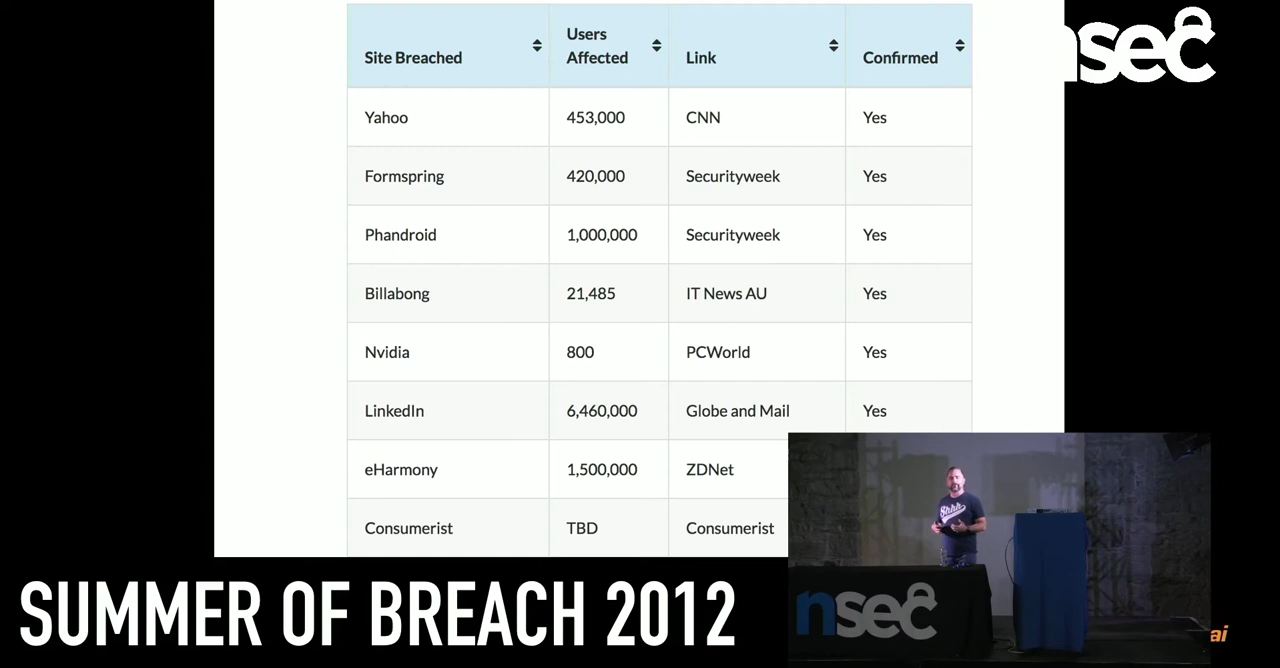 Site Breached Users Affected Link Confirmed
Yahoo 453,000 CNN Yes
Formspring 420,000 Securityweek Yes
Phandroid 1,000,000 Securityweek Yes
Billabong 21,485 IT News AU Yes
Nvidia 800 PCWorld Yes
LinkedIn 6,460,000 Globe and Mail Yes
eHarmony 1,500,000 ZDNet
Consumerist TBD Consumerist
SUMMER OF BREACH 2012
nsec
Shhh
nsec
ai